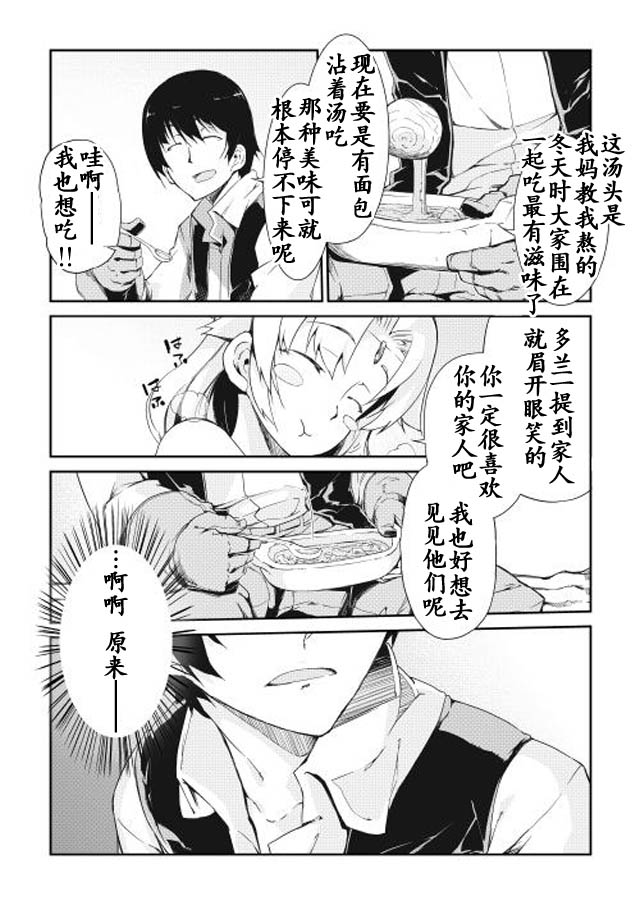 这汤头是
我妈教我熬的
冬天时大家围在
一起吃最有滋味了
现在要是有面包
沾着汤吃
那种美味可就
根本停不下来呢
哇啊——
我也想吃!!
多兰一提到家人
就眉开眼笑的
你一定很喜欢
你的家人吧
我也好想去
见见他们呢
はふ
はふ
…啊啊 原来——